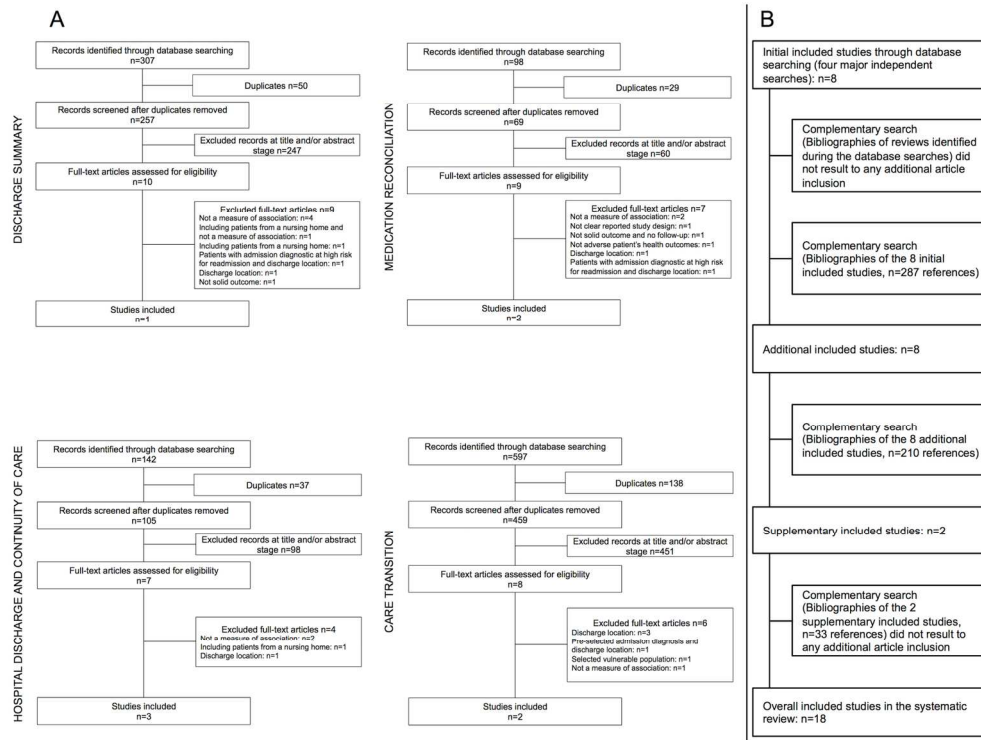 A
DISCHARGE SUMMARY
Records identified through database searching
n=307
Duplicates n=50
Records screened after duplicates removed
n=257
Excluded records at title and/or abstract
stage n=247
Full-text articles assessed for eligibility
n=10
Excluded full-text articles n=9
Not a measure of association: n=4
Including patients from a nursing home and
not a measure of association: n=1
Including patients from a nursing home: n=1
Patients with admission diagnostic at high risk
for readmission and discharge location: n=1
Discharge location: n=1
Not solid outcome: n=1
Studies included
n=1
MEDICATION RECONCILIATION
Records identified through database searching
n=98
Duplicates n=29
Records screened after duplicates removed
n=69
Excluded records at title and/or abstract
stage n=60
Full-text articles assessed for eligibility
n=9
Excluded full-text articles n=7
Not a measure of association: n=2
Not clear reported study design: n=1
Not solid outcome and no follow-up: n=1
Not adverse patient's health outcomes: n=1
Discharge location: n=1
Patients with admission diagnostic at high risk
for readmission and discharge location: n=1
Studies included
n=2
HOSPITAL DISCHARGE AND CONTINUITY OF CARE
Records identified through database searching
n=142
Duplicates n=37
Records screened after duplicates removed
n=105
Excluded records at title and/or abstract
stage n=98
Full-text articles assessed for eligibility
n=7
Excluded full-text articles n=4
Not a measure of association: n=2
Including patients from a nursing home: n=1
Discharge location: n=1
Studies included
n=3
CARE TRANSITION
Records identified through database searching
n=597
Duplicates n=138
Records screened after duplicates removed
n=459
Excluded records at title and/or abstract
stage n=451
Full-text articles assessed for eligibility
n=8
Excluded full-text articles n=6
Discharge location: n=3
Pre-selected admission diagnosis and
discharge location: n=1
Selected vulnerable population: n=1
Not a measure of association: n=1
Studies included
n=2
B
Initial included studies through database
searching (four major independent
searches): n=8
Complementary search
(Bibliographies of reviews identified
during the database searches) did
not result to any additional article
inclusion
Complementary search
(Bibliographies of the 8 initial
included studies, n=287 references)
Additional included studies: n=8
Complementary search
(Bibliographies of the 8 additional
included studies, n=210 references)
Supplementary included studies: n=2
Complementary search
(Bibliographies of the 2
supplementary included studies,
n=33 references) did not result to
any additional article inclusion
Overall included studies in the systematic
review: n=18